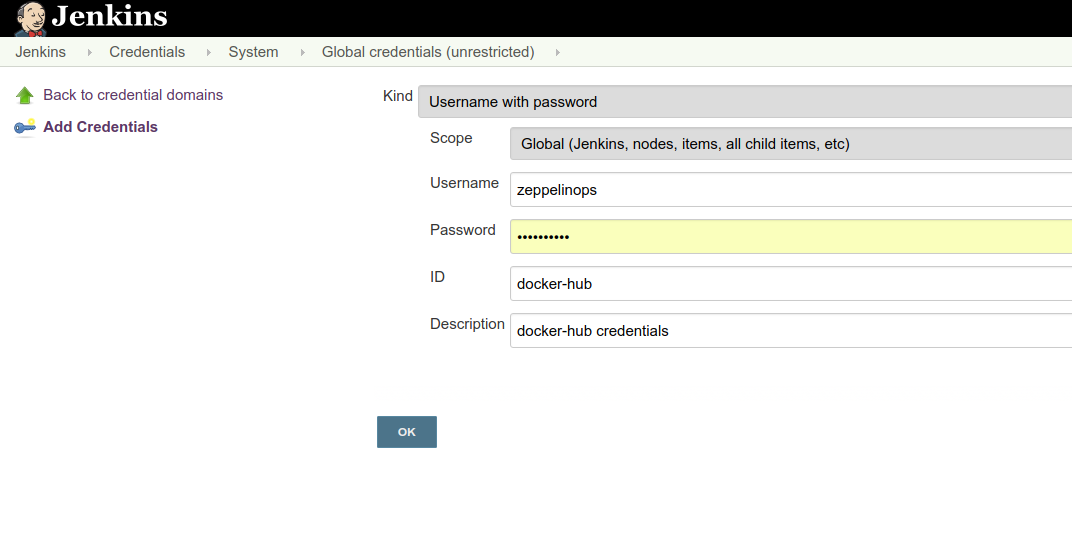 Jenkins
Jenkins Credentials System Global credentials (unrestricted)
Back to credential domains
Add Credentials
Kind Username with password
Scope Global (Jenkins, nodes, items, all child items, etc)
Username zeppelinops
Password ••••••••••
ID docker-hub
Description docker-hub credentials
OK